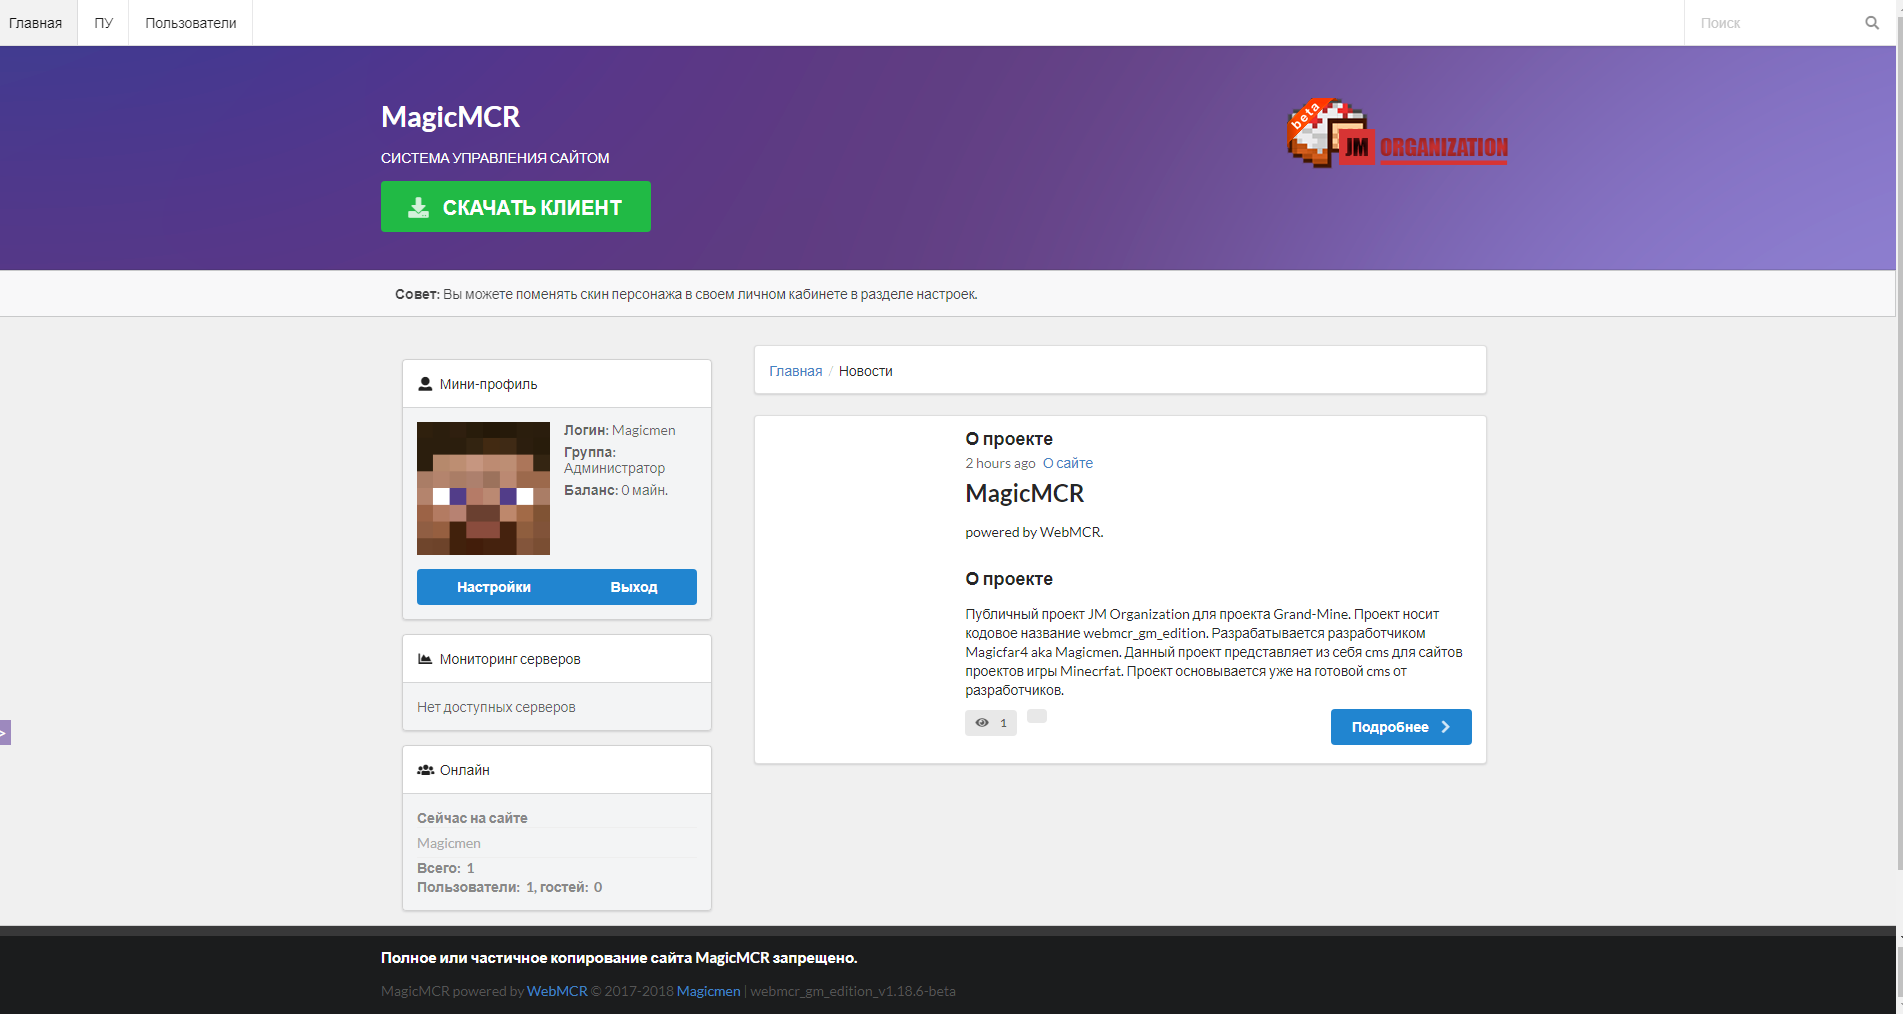 Главная ПУ Пользователи Поиск
MagicMCR
СИСТЕМА УПРАВЛЕНИЯ САЙТОМ
СКАЧАТЬ КЛИЕНТ
beta
JM ORGANIZATION
Совет: Вы можете поменять скин персонажа в своем личном кабинете в разделе настроек.
Мини-профиль
Логин: Magicmen
Группа:
Администратор
Баланс: 0 майн.
Настройки Выход
Мониторинг серверов
Нет доступных серверов
>
Онлайн
Сейчас на сайте
Magicmen
Всего: 1
Пользователи: 1, гостей: 0
Главная / Новости
О проекте
2 hours ago О сайте
MagicMCR
powered by WebMCR.
О проекте
Публичный проект JM Organization для проекта Grand-Mine. Проект носит
кодовое название webmcr_gm_edition. Разрабатывается разработчиком
Magicfar4 aka Magicmen. Данный проект представляет из себя cms для сайтов
проектов игры Minecrfat. Проект основывается уже на готовой cms от
разработчиков.
1
Подробнее
Полное или частичное копирование сайта MagicMCR запрещено.
MagicMCR powered by WebMCR © 2017-2018 Magicmen | webmcr_gm_edition_v1.18.6-beta